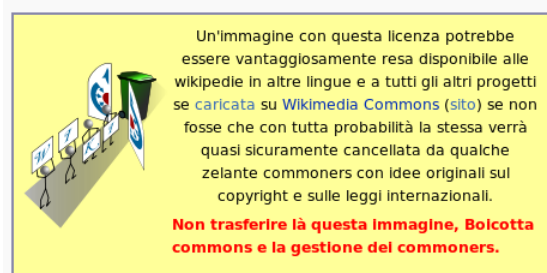 Un'immagine con questa licenza potrebbe
essere vantaggiosamente resa disponibile alle
wikipedie in altre lingue e a tutti gli altri progetti
se caricata su Wikimedia Commons (sito) se non
fosse che con tutta probabilità la stessa verrà
quasi sicuramente cancellata da qualche
zelante commoners con idee originali sul
copyright e sulle leggi internazionali.
Non trasferire là questa immagine, Boicotta
commons e la gestione dei commoners.
W I K I